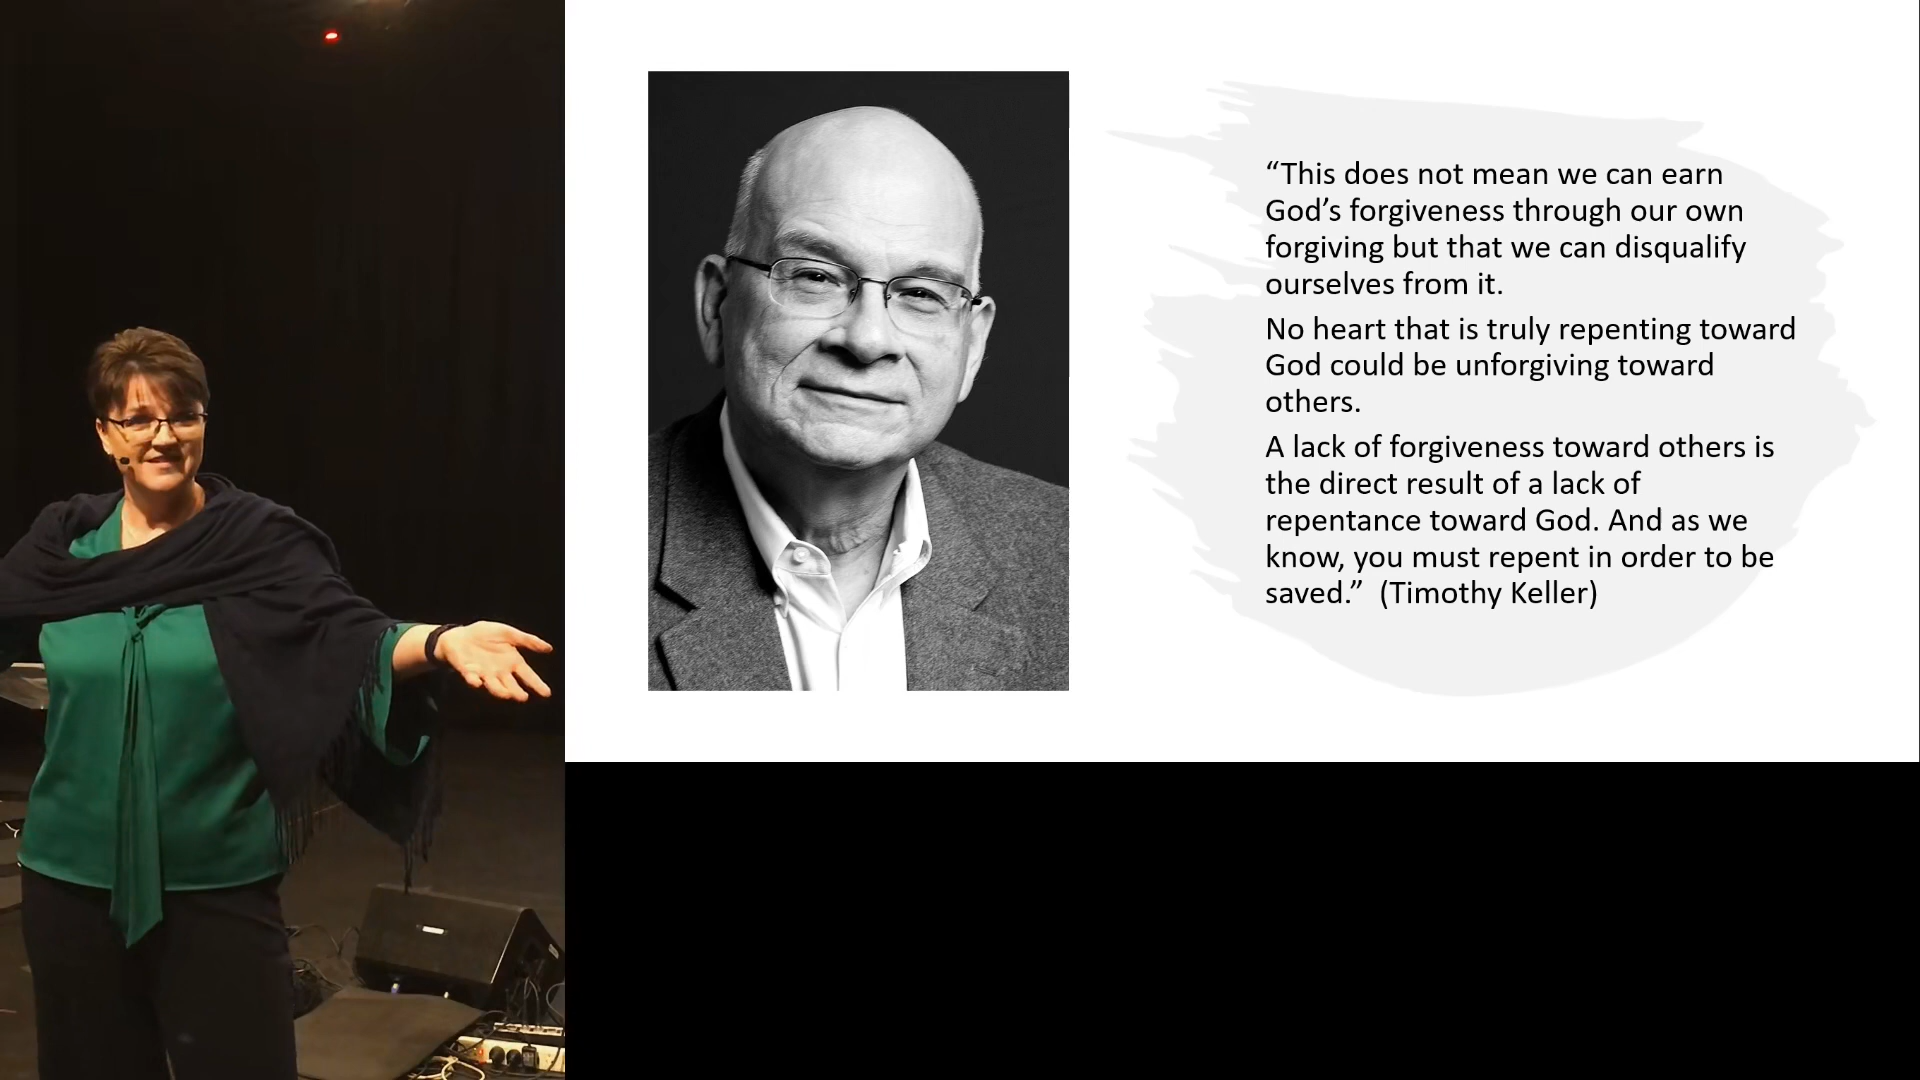 “This does not mean we can earn
God’s forgiveness through our own
forgiving but that we can disqualify
ourselves from it.
No heart that is truly repenting toward
God could be unforgiving toward
others.
A lack of forgiveness toward others is
the direct result of a lack of
repentance toward God. And as we
know, you must repent in order to be
saved.”  (Timothy Keller)